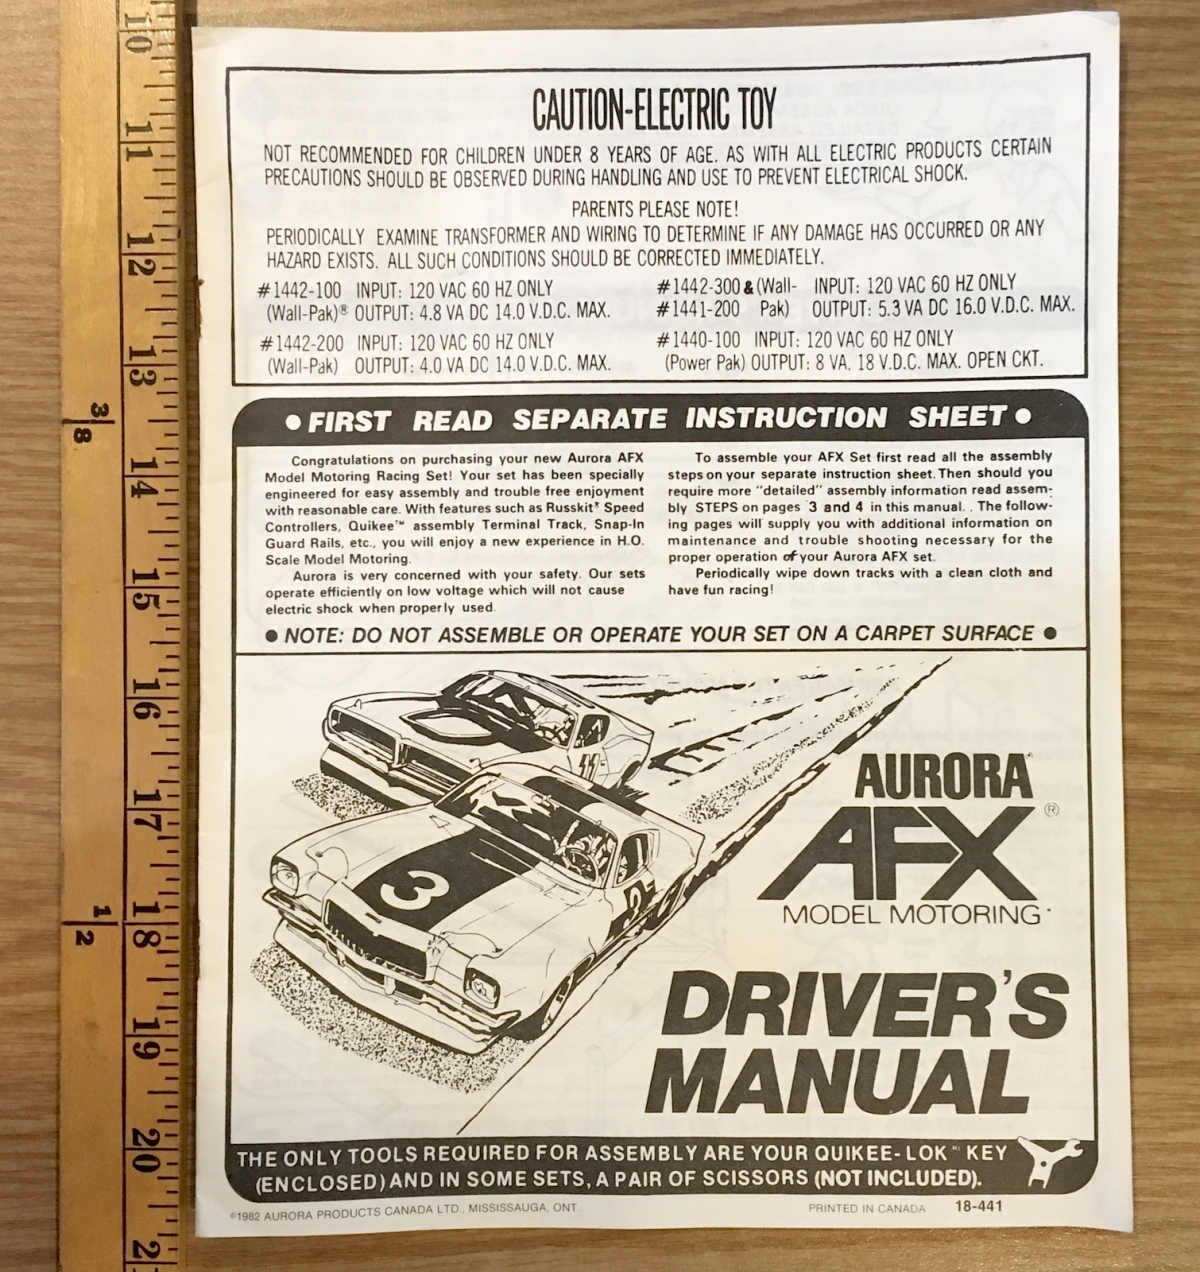 CAUTION-ELECTRIC TOY
NOT RECOMMENDED FOR CHILDREN UNDER 8 YEARS OF AGE. AS WITH ALL ELECTRIC PRODUCTS CERTAIN
PRECAUTIONS SHOULD BE OBSERVED DURING HANDLING AND USE TO PREVENT ELECTRICAL SHOCK.
PARENTS PLEASE NOTE!
PERIODICALLY EXAMINE TRANSFORMER AND WIRING TO DETERMINE IF ANY DAMAGE HAS OCCURRED OR ANY
HAZARD EXISTS. ALL SUCH CONDITIONS SHOULD BE CORRECTED IMMEDIATELY.
#1442-100 INPUT: 120 VAC 60 HZ ONLY
(Wall-Pak)® OUTPUT: 4.8 VA DC 14.0 V.D.C. MAX.
#1442-200 INPUT: 120 VAC 60 HZ ONLY
(Wall-Pak) OUTPUT: 4.0 VA DC 14.0 V.D.C. MAX.
#1442-300 & (Wall- INPUT: 120 VAC 60 HZ ONLY
#1441-200 Pak) OUTPUT: 5.3 VA DC 16.0 V.D.C. MAX.
#1440-100 INPUT: 120 VAC 60 HZ ONLY
(Power Pak) OUTPUT: 8 VA, 18 V.D.C. MAX. OPEN CKT.
• FIRST READ SEPARATE INSTRUCTION SHEET •
Congratulations on purchasing your new Aurora AFX
Model Motoring Racing Set! Your set has been specially
engineered for easy assembly and trouble free enjoyment
with reasonable care. With features such as Russkit® Speed
Controllers, Quikee™ assembly Terminal Track, Snap-In
Guard Rails, etc., you will enjoy a new experience in H.O.
Scale Model Motoring.
Aurora is very concerned with your safety. Our sets
operate efficiently on low voltage which will not cause
electric shock when properly used.
To assemble your AFX Set first read all the assembly
steps on your separate instruction sheet. Then should you
require more "detailed" assembly information read assem-
bly STEPS on pages 3 and 4 in this manual. . The follow-
ing pages will supply you with additional information on
maintenance and trouble shooting necessary for the
proper operation of your Aurora AFX set.
Periodically wipe down tracks with a clean cloth and
have fun racing!
• NOTE: DO NOT ASSEMBLE OR OPERATE YOUR SET ON A CARPET SURFACE •
3
AURORA
AFX®
MODEL MOTORING
DRIVER'S
MANUAL
THE ONLY TOOLS REQUIRED FOR ASSEMBLY ARE YOUR QUIKEE-LOK™ KEY
(ENCLOSED) AND IN SOME SETS, A PAIR OF SCISSORS (NOT INCLUDED).
©1982 AURORA PRODUCTS CANADA LTD., MISSISSAUGA, ONT.
PRINTED IN CANADA 18-441
10
11
12
13
14
15
16
17
18
19
20
3
8
1
2